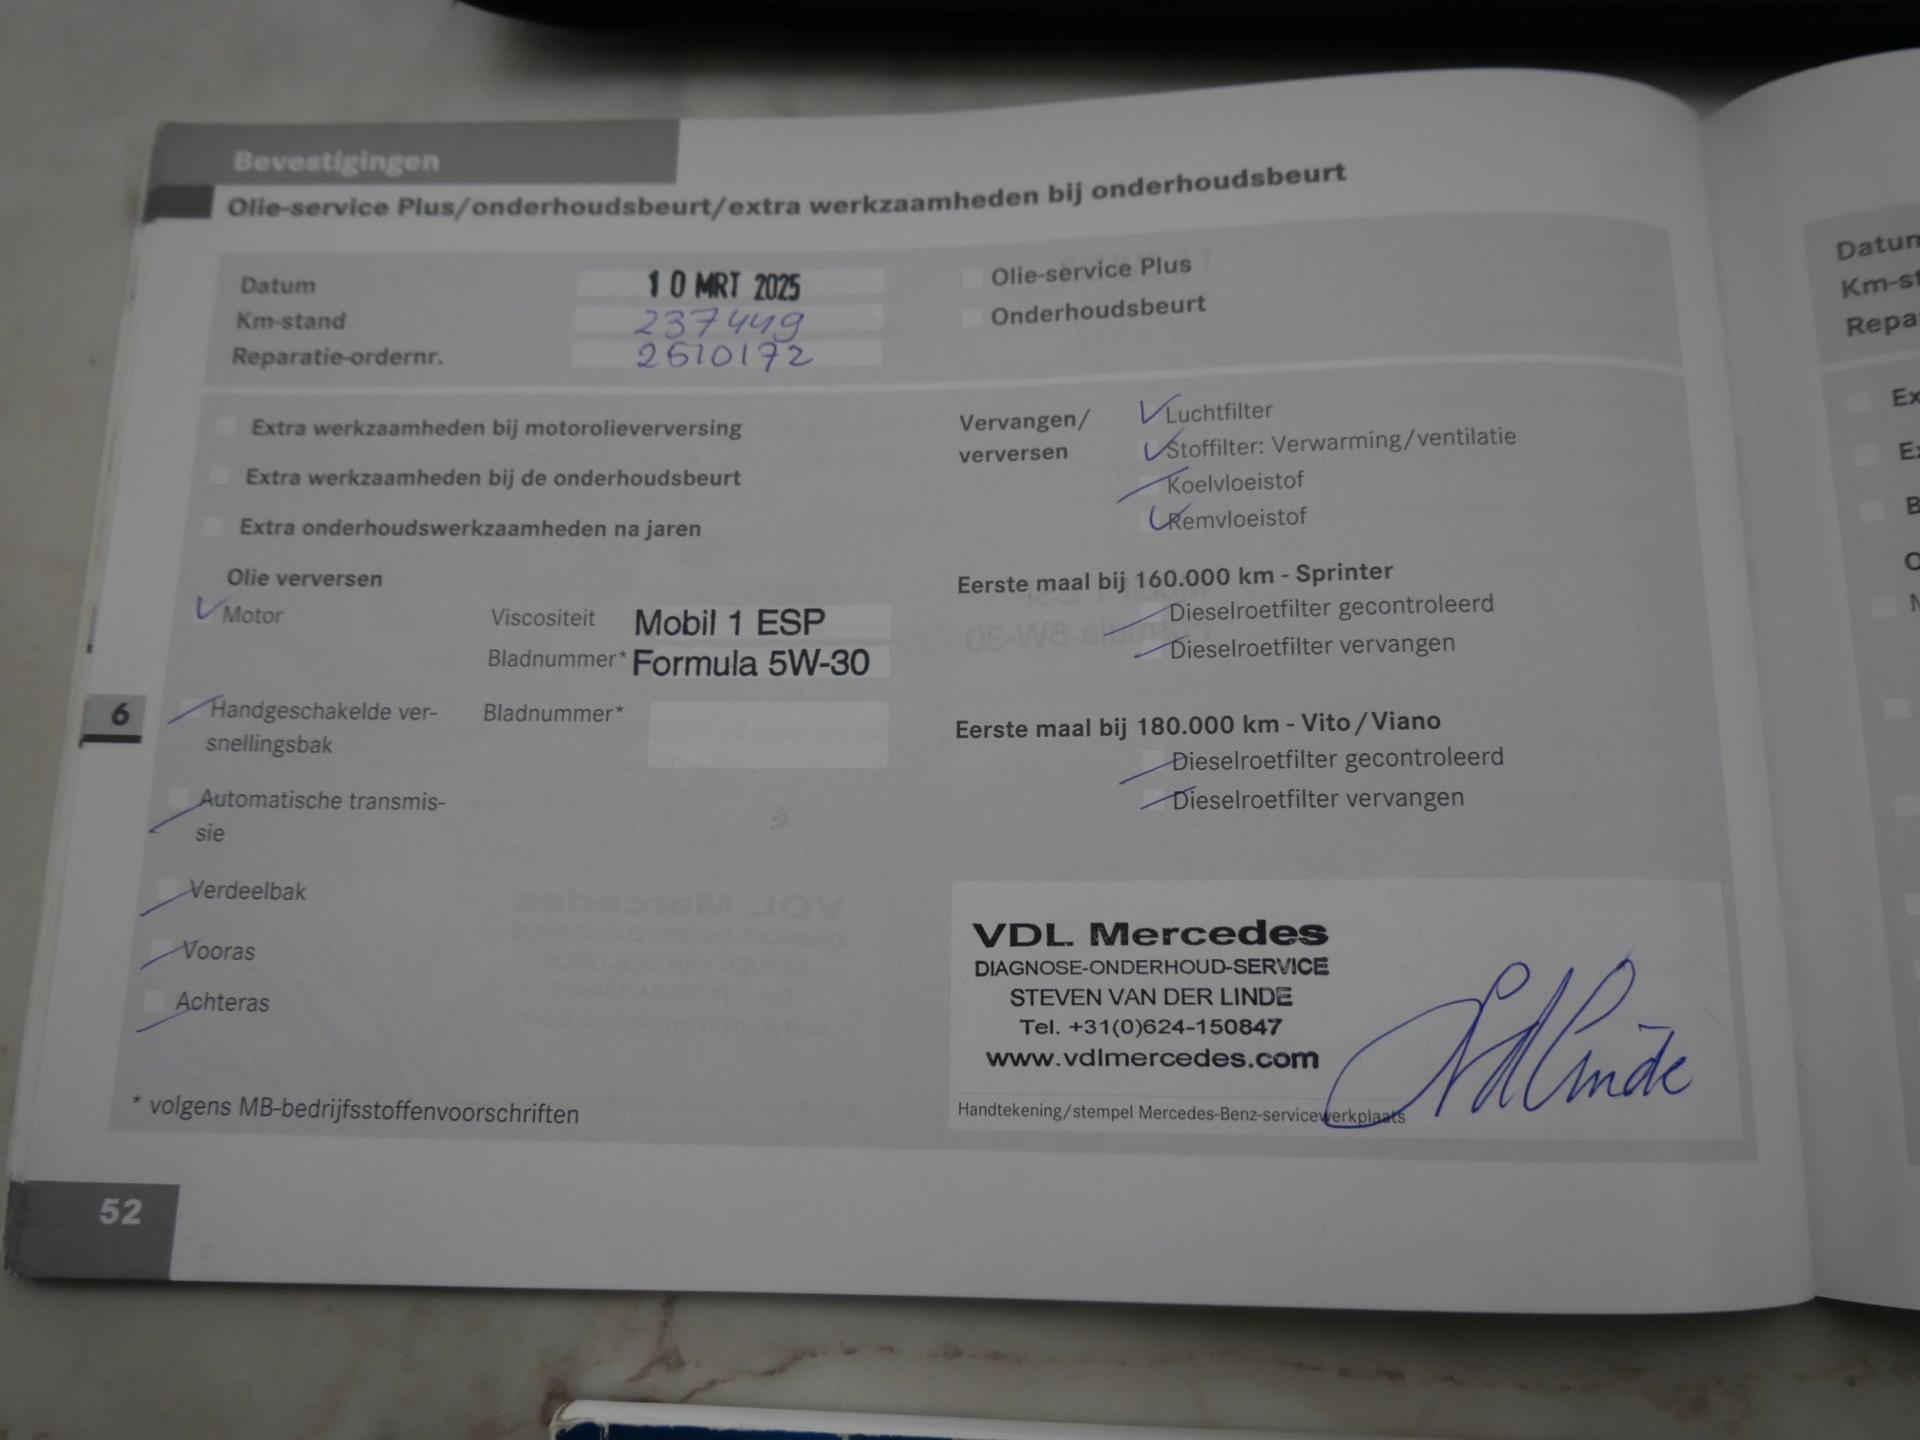 Bevestigingen
Olie-service Plus/onderhoudsbeurt/extra werkzaamheden bij onderhoudsbeurt
Datum 10 MRT 2025
Km-stand 237449
Reparatie-ordernr. 2510172
Olie-service Plus
Onderhoudsbeurt
Extra werkzaamheden bij motorolieverversing
Extra werkzaamheden bij de onderhoudsbeurt
Extra onderhoudswerkzaamheden na jaren
Olie verversen
Motor
Viscositeit Mobil 1 ESP
Bladnummer* Formula 5W-30
Handgeschakelde ver-
snellingsbak
Bladnummer*
Automatische transmis-
sie
Verdeelbak
Vooras
Achteras
* volgens MB-bedrijfsstoffenvoorschriften
Vervangen/
verversen
Luchtfilter
Stoffilter: Verwarming/ventilatie
Koelvloeistof
Remvloeistof
Eerste maal bij 160.000 km - Sprinter
Dieselroetfilter gecontroleerd
Dieselroetfilter vervangen
Eerste maal bij 180.000 km - Vito/Viano
Dieselroetfilter gecontroleerd
Dieselroetfilter vervangen
VDL Mercedes
DIAGNOSE-ONDERHOUD-SERVICE
STEVEN VAN DER LINDE
Tel. +31(0)624-150847
www.vdlmercedes.com
Handtekening/stempel Mercedes-Benz-servicewerkplaats
6
52
Km-st
Repa
Ex